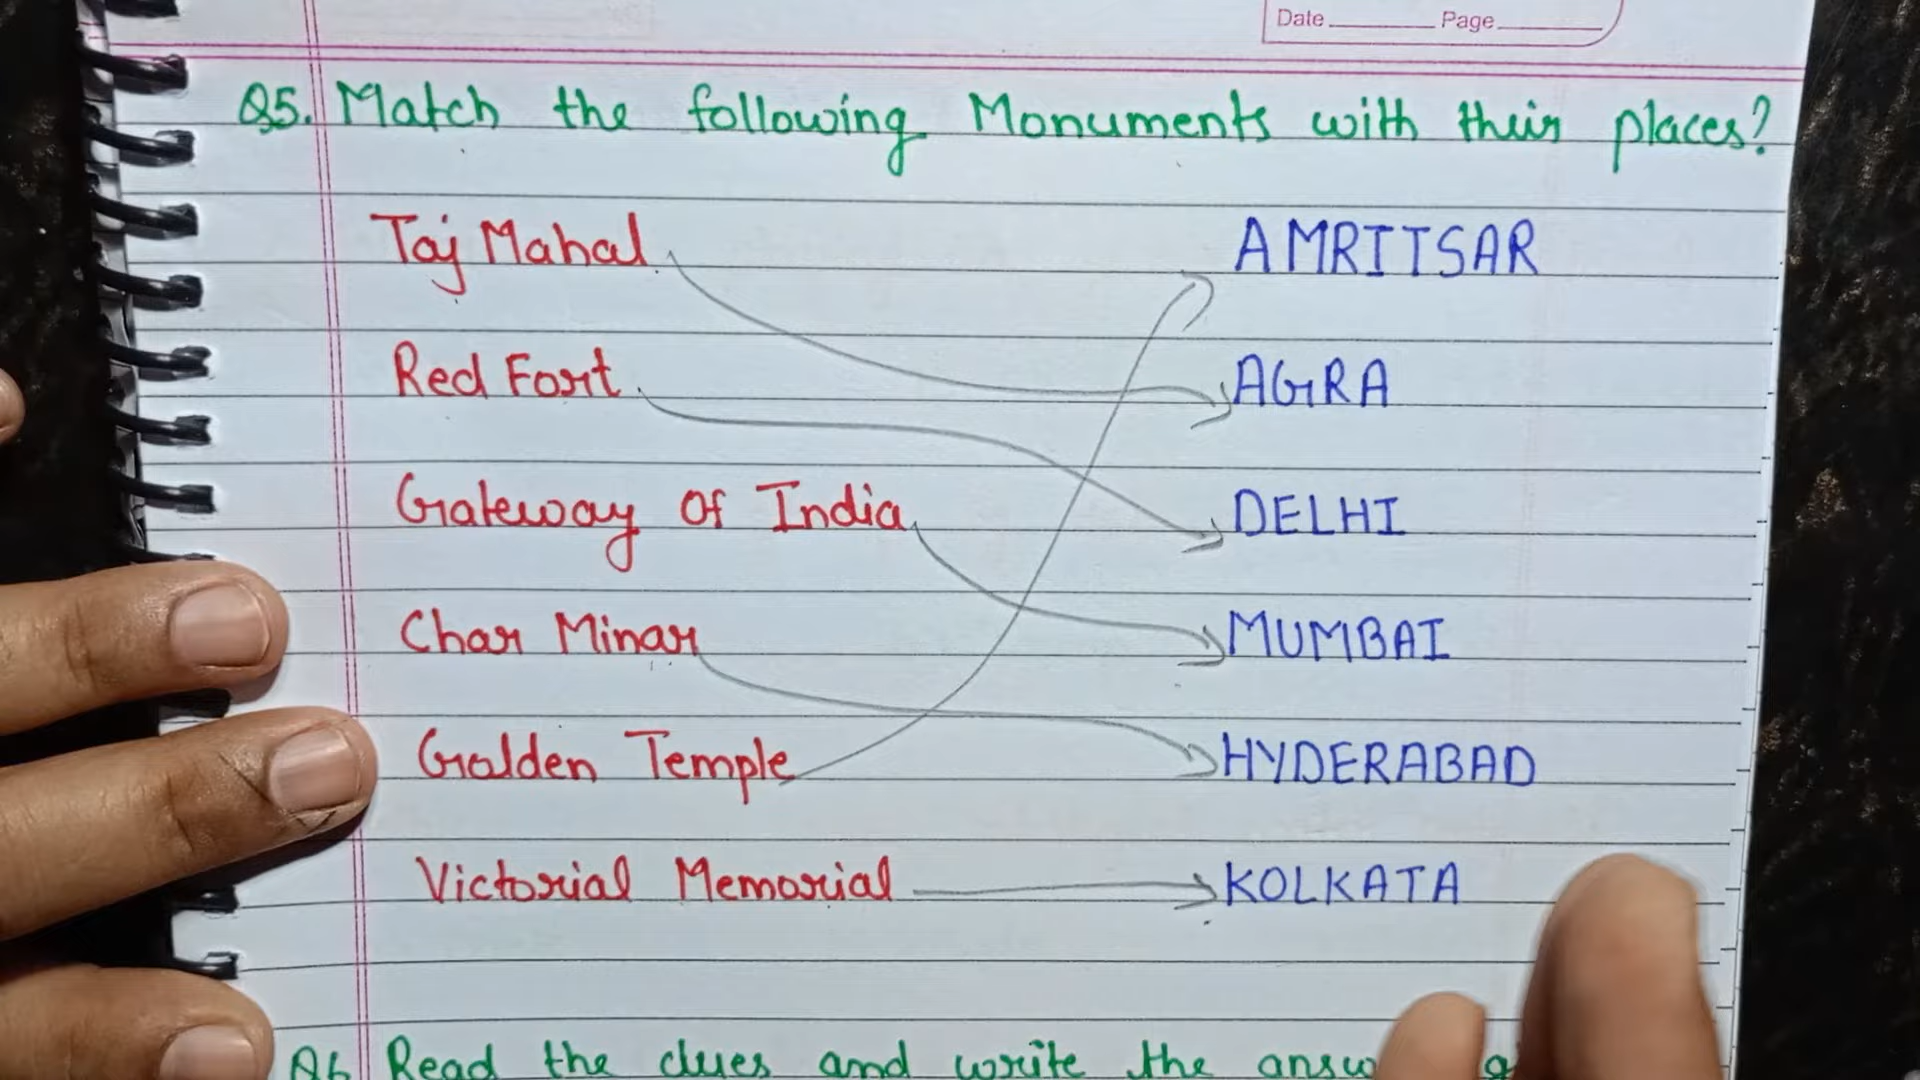 Date Page
Q5. Match the following Monuments with their places?
Taj Mahal AMRITSAR
Red Fort AGRA
Gateway Of India DELHI
Char Minar MUMBAI
Golden Temple HYDERABAD
Victorial Memorial KOLKATA
Q6 Read the clues and write the